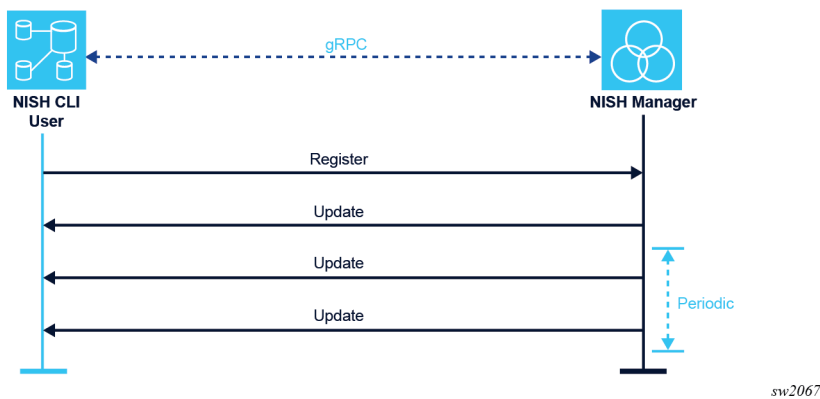 gRPC
NISH CLI
User
NISH Manager
Register
Update
Update
Periodic
Update
sw2067